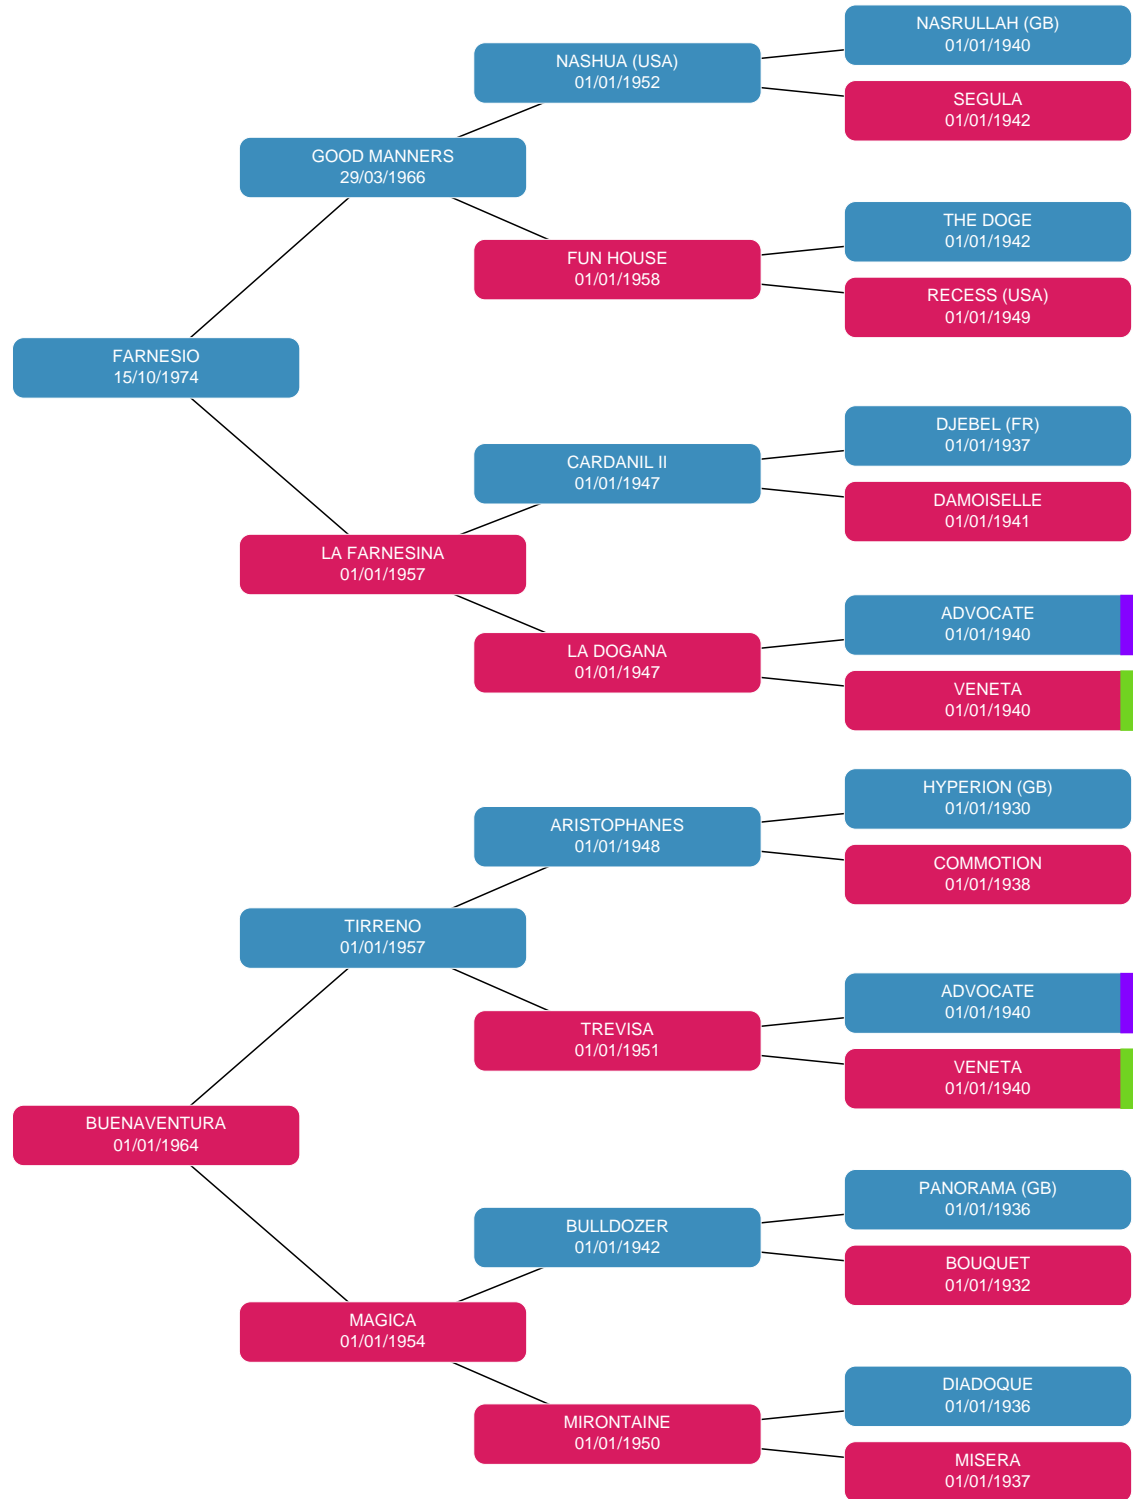 NASRULLAH (GB)
01/01/1940
NASHUA (USA)
01/01/1952
SEGULA
01/01/1942
GOOD MANNERS
29/03/1966
THE DOGE
01/01/1942
FUN HOUSE
01/01/1958
RECESS (USA)
01/01/1949
FARNESIO
15/10/1974
DJEBEL (FR)
01/01/1937
CARDANIL II
01/01/1947
DAMOISELLE
01/01/1941
LA FARNESINA
01/01/1957
ADVOCATE
01/01/1940
LA DOGANA
01/01/1947
VENETA
01/01/1940
HYPERION (GB)
01/01/1930
ARISTOPHANES
01/01/1948
COMMOTION
01/01/1938
TIRRENO
01/01/1957
ADVOCATE
01/01/1940
TREVISA
01/01/1951
VENETA
01/01/1940
BUENAVENTURA
01/01/1964
PANORAMA (GB)
01/01/1936
BULLDOZER
01/01/1942
BOUQUET
01/01/1932
MAGICA
01/01/1954
DIADOQUE
01/01/1936
MIRONTAINE
01/01/1950
MISERA
01/01/1937